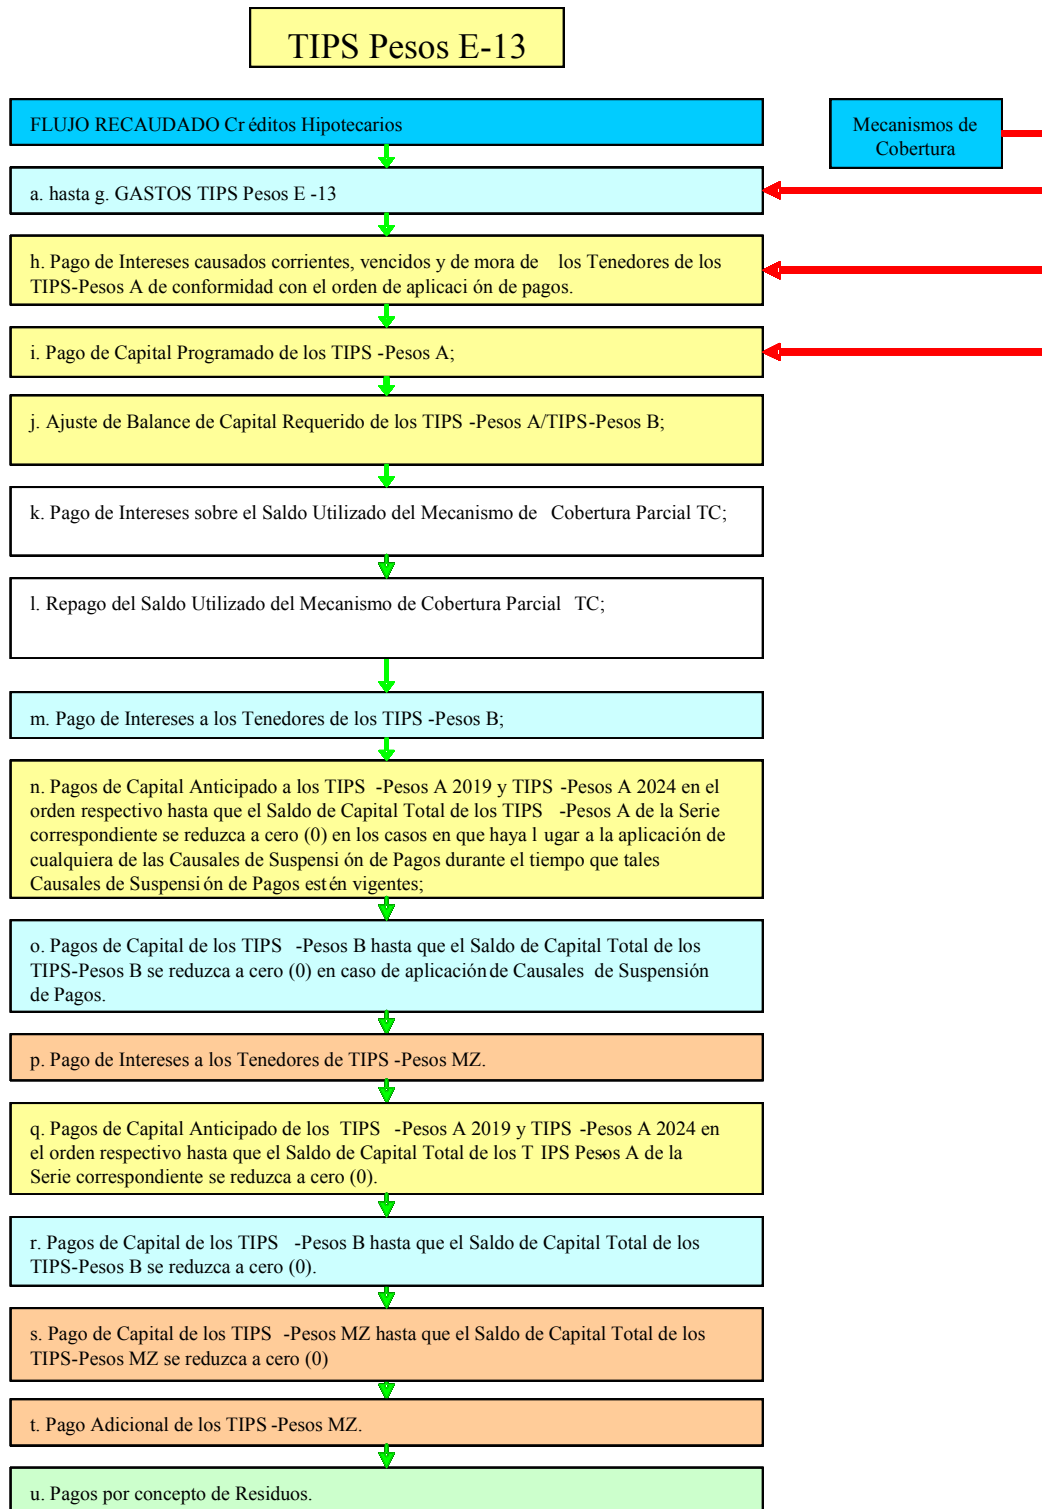 TIPS Pesos E-13
FLUJO RECAUDADO Créditos Hipotecarios
Mecanismos de
Cobertura
a. hasta g. GASTOS TIPS Pesos E -13
h. Pago de Intereses causados corrientes, vencidos y de mora de los Tenedores de los
TIPS-Pesos A de conformidad con el orden de aplicación de pagos.
i. Pago de Capital Programado de los TIPS -Pesos A;
j. Ajuste de Balance de Capital Requerido de los TIPS -Pesos A/TIPS-Pesos B;
k. Pago de Intereses sobre el Saldo Utilizado del Mecanismo de Cobertura Parcial TC;
l. Repago del Saldo Utilizado del Mecanismo de Cobertura Parcial TC;
m. Pago de Intereses a los Tenedores de los TIPS -Pesos B;
n. Pagos de Capital Anticipado a los TIPS -Pesos A 2019 y TIPS -Pesos A 2024 en el
orden respectivo hasta que el Saldo de Capital Total de los TIPS -Pesos A de la Serie
correspondiente se reduzca a cero (0) en los casos en que haya lugar a la aplicación de
cualquiera de las Causales de Suspensión de Pagos durante el tiempo que tales
Causales de Suspensión de Pagos estén vigentes;
o. Pagos de Capital de los TIPS -Pesos B hasta que el Saldo de Capital Total de los
TIPS-Pesos B se reduzca a cero (0) en caso de aplicación de Causales de Suspensión
de Pagos.
p. Pago de Intereses a los Tenedores de TIPS -Pesos MZ.
q. Pagos de Capital Anticipado de los TIPS -Pesos A 2019 y TIPS -Pesos A 2024 en
el orden respectivo hasta que el Saldo de Capital Total de los TIPS-Pesos A de la
Serie correspondiente se reduzca a cero (0).
r. Pagos de Capital de los TIPS -Pesos B hasta que el Saldo de Capital Total de los
TIPS-Pesos B se reduzca a cero (0).
s. Pago de Capital de los TIPS -Pesos MZ hasta que el Saldo de Capital Total de los
TIPS-Pesos MZ se reduzca a cero (0)
t. Pago Adicional de los TIPS -Pesos MZ.
u. Pagos por concepto de Residuos.